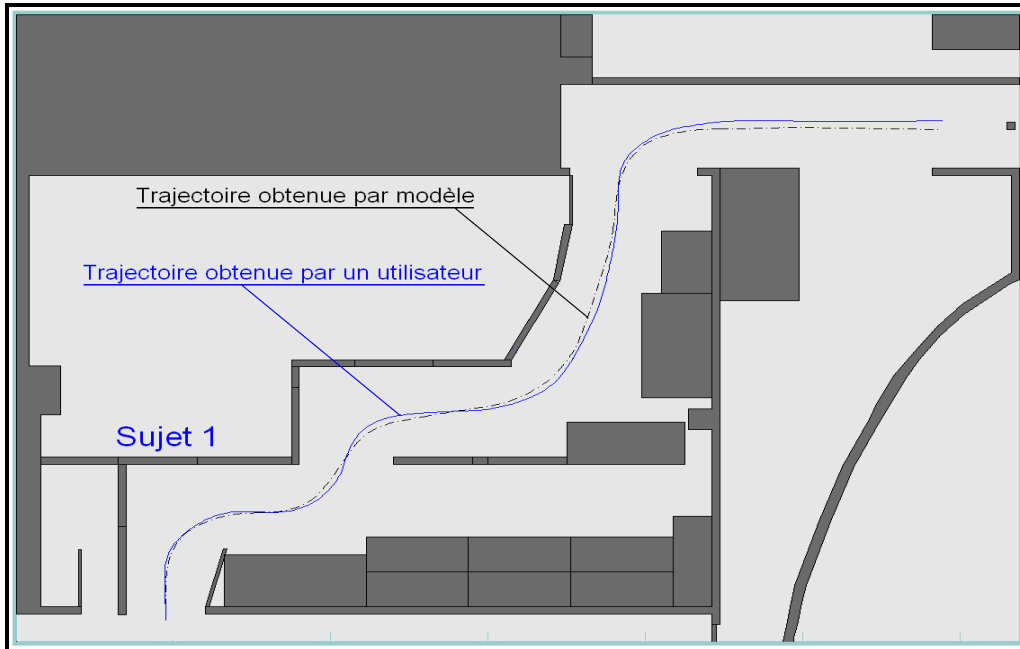 Trajectoire obtenue par modèle
Trajectoire obtenue par un utilisateur
Sujet 1